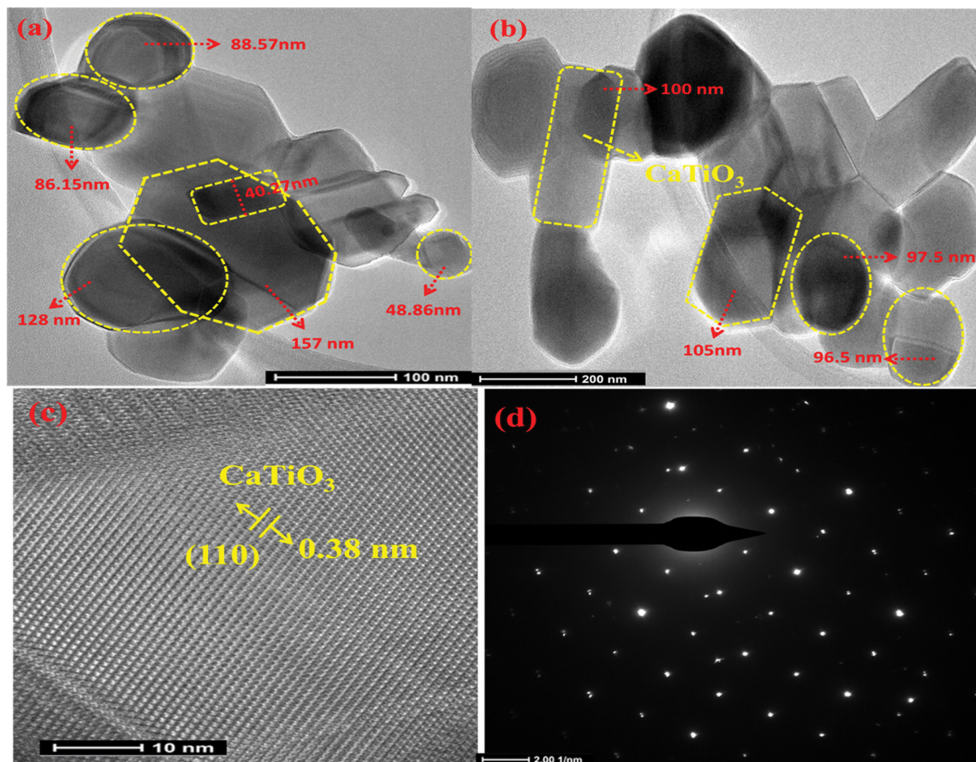 (a)
88.57nm
86.15nm
40.27nm
128 nm
157 nm
48.86nm
100 nm
(b)
100 nm
CaTiO3
97.5 nm
105nm
96.5 nm
200 nm
(c)
CaTiO3
(110)
0.38 nm
10 nm
(d)
2.00 1/nm